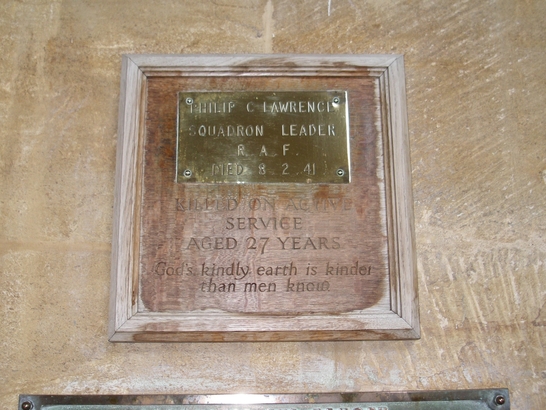 PHILIP C LAWRENCE
SQUADRON LEADER
R. A. F.
DIED 8. 2. 41
KILLED ON ACTIVE
SERVICE
AGED 27 YEARS
God's kindly earth is kinder
than men know